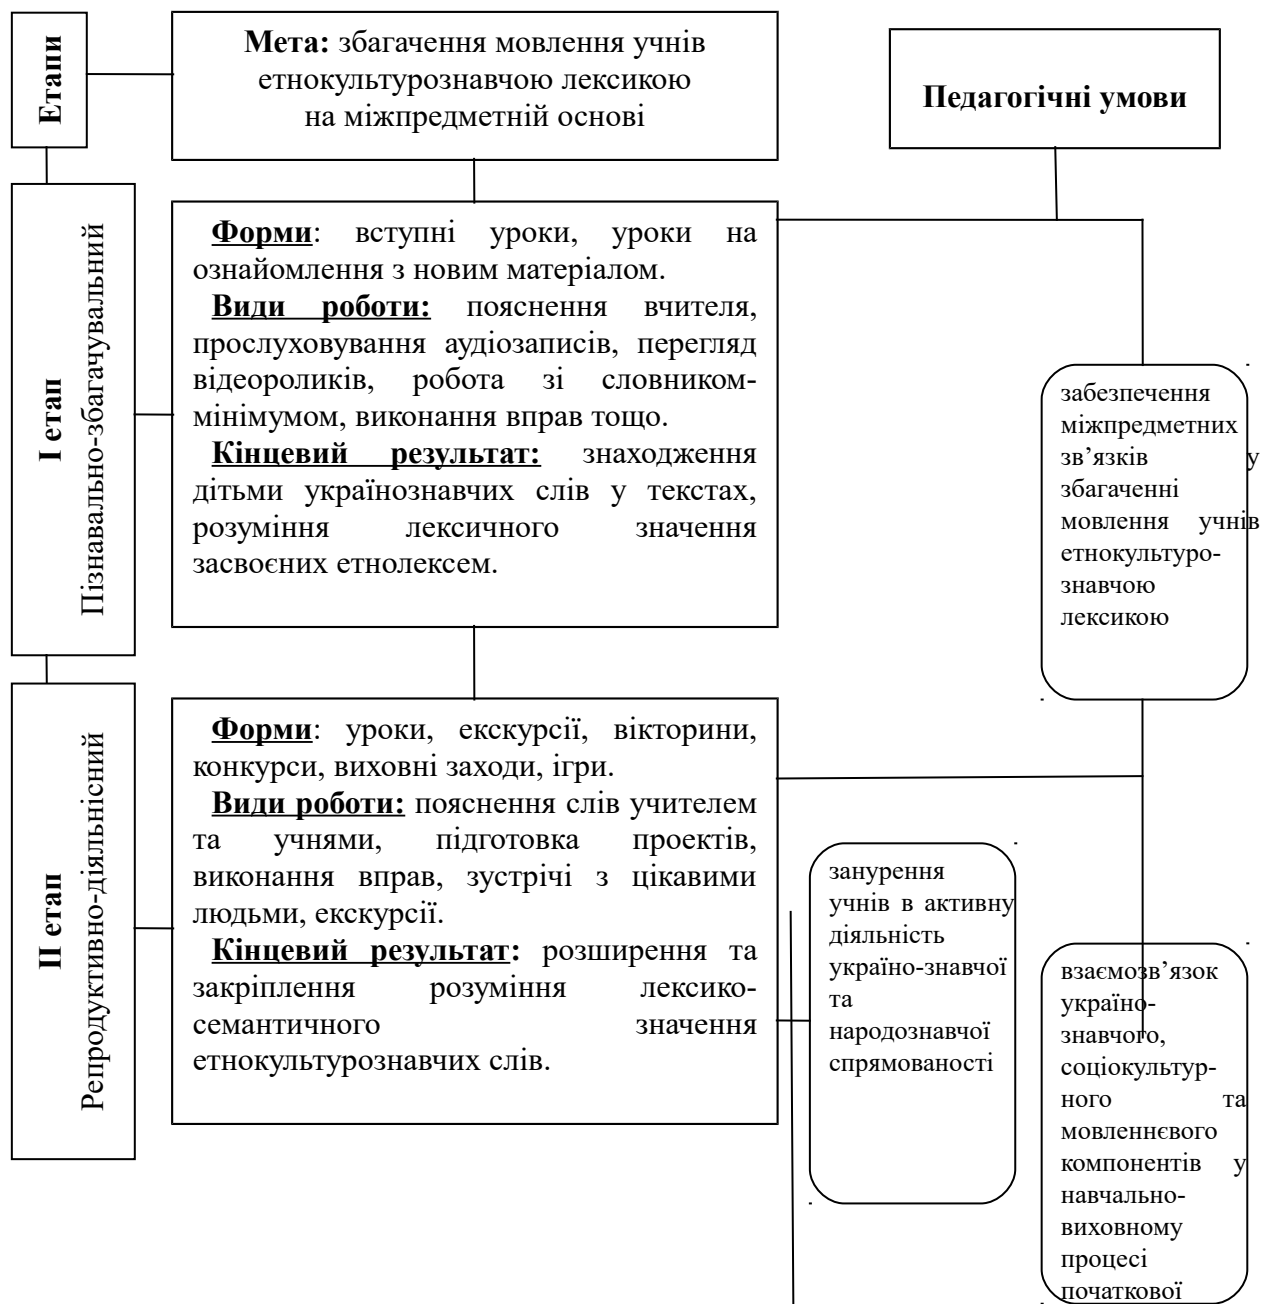 Етапи
Мета: збагачення мовлення учнів
етнокультурознавчою лексикою
на міжпредметній основі
Педагогічні умови
І етап
Пізнавально-збагачувальний
Форми: вступні уроки, уроки на
ознайомлення з новим матеріалом.
Види роботи: пояснення вчителя,
прослуховування аудіозаписів, перегляд
відеороликів, робота зі словником-
мінімумом, виконання вправ тощо.
Кінцевий результат: знаходження
дітьми українознавчих слів у текстах,
розуміння лексичного значення
засвоєних етнолексем.
забезпечення
міжпредметних
зв’язків у
збагаченні
мовлення учнів
етнокультуро-
знавчою
лексикою
ІІ етап
Репродуктивно-діяльнісний
Форми: уроки, екскурсії, вікторини,
конкурси, виховні заходи, ігри.
Види роботи: пояснення слів учителем
та учнями, підготовка проектів,
виконання вправ, зустрічі з цікавими
людьми, екскурсії.
Кінцевий результат: розширення та
закріплення розуміння лексико-
семантичного значення
етнокультурознавчих слів.
занурення
учнів в активну
діяльність
україно-знавчої
та
народознавчої
спрямованості
взаємозв’язок
україно-
знавчого,
соціокультур-
ного та
мовленнєвого
компонентів у
навчально-
виховному
процесі
початкової